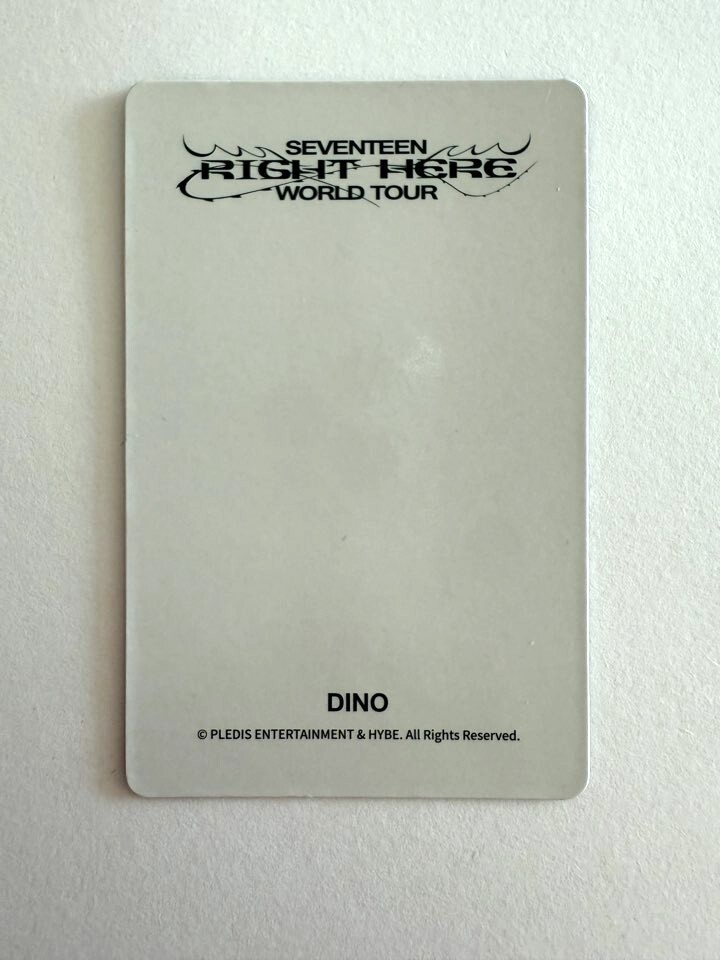 SEVENTEEN
RIGHT HERE
WORLD TOUR
DINO
© PLEDIS ENTERTAINMENT & HYBE. All Rights Reserved.